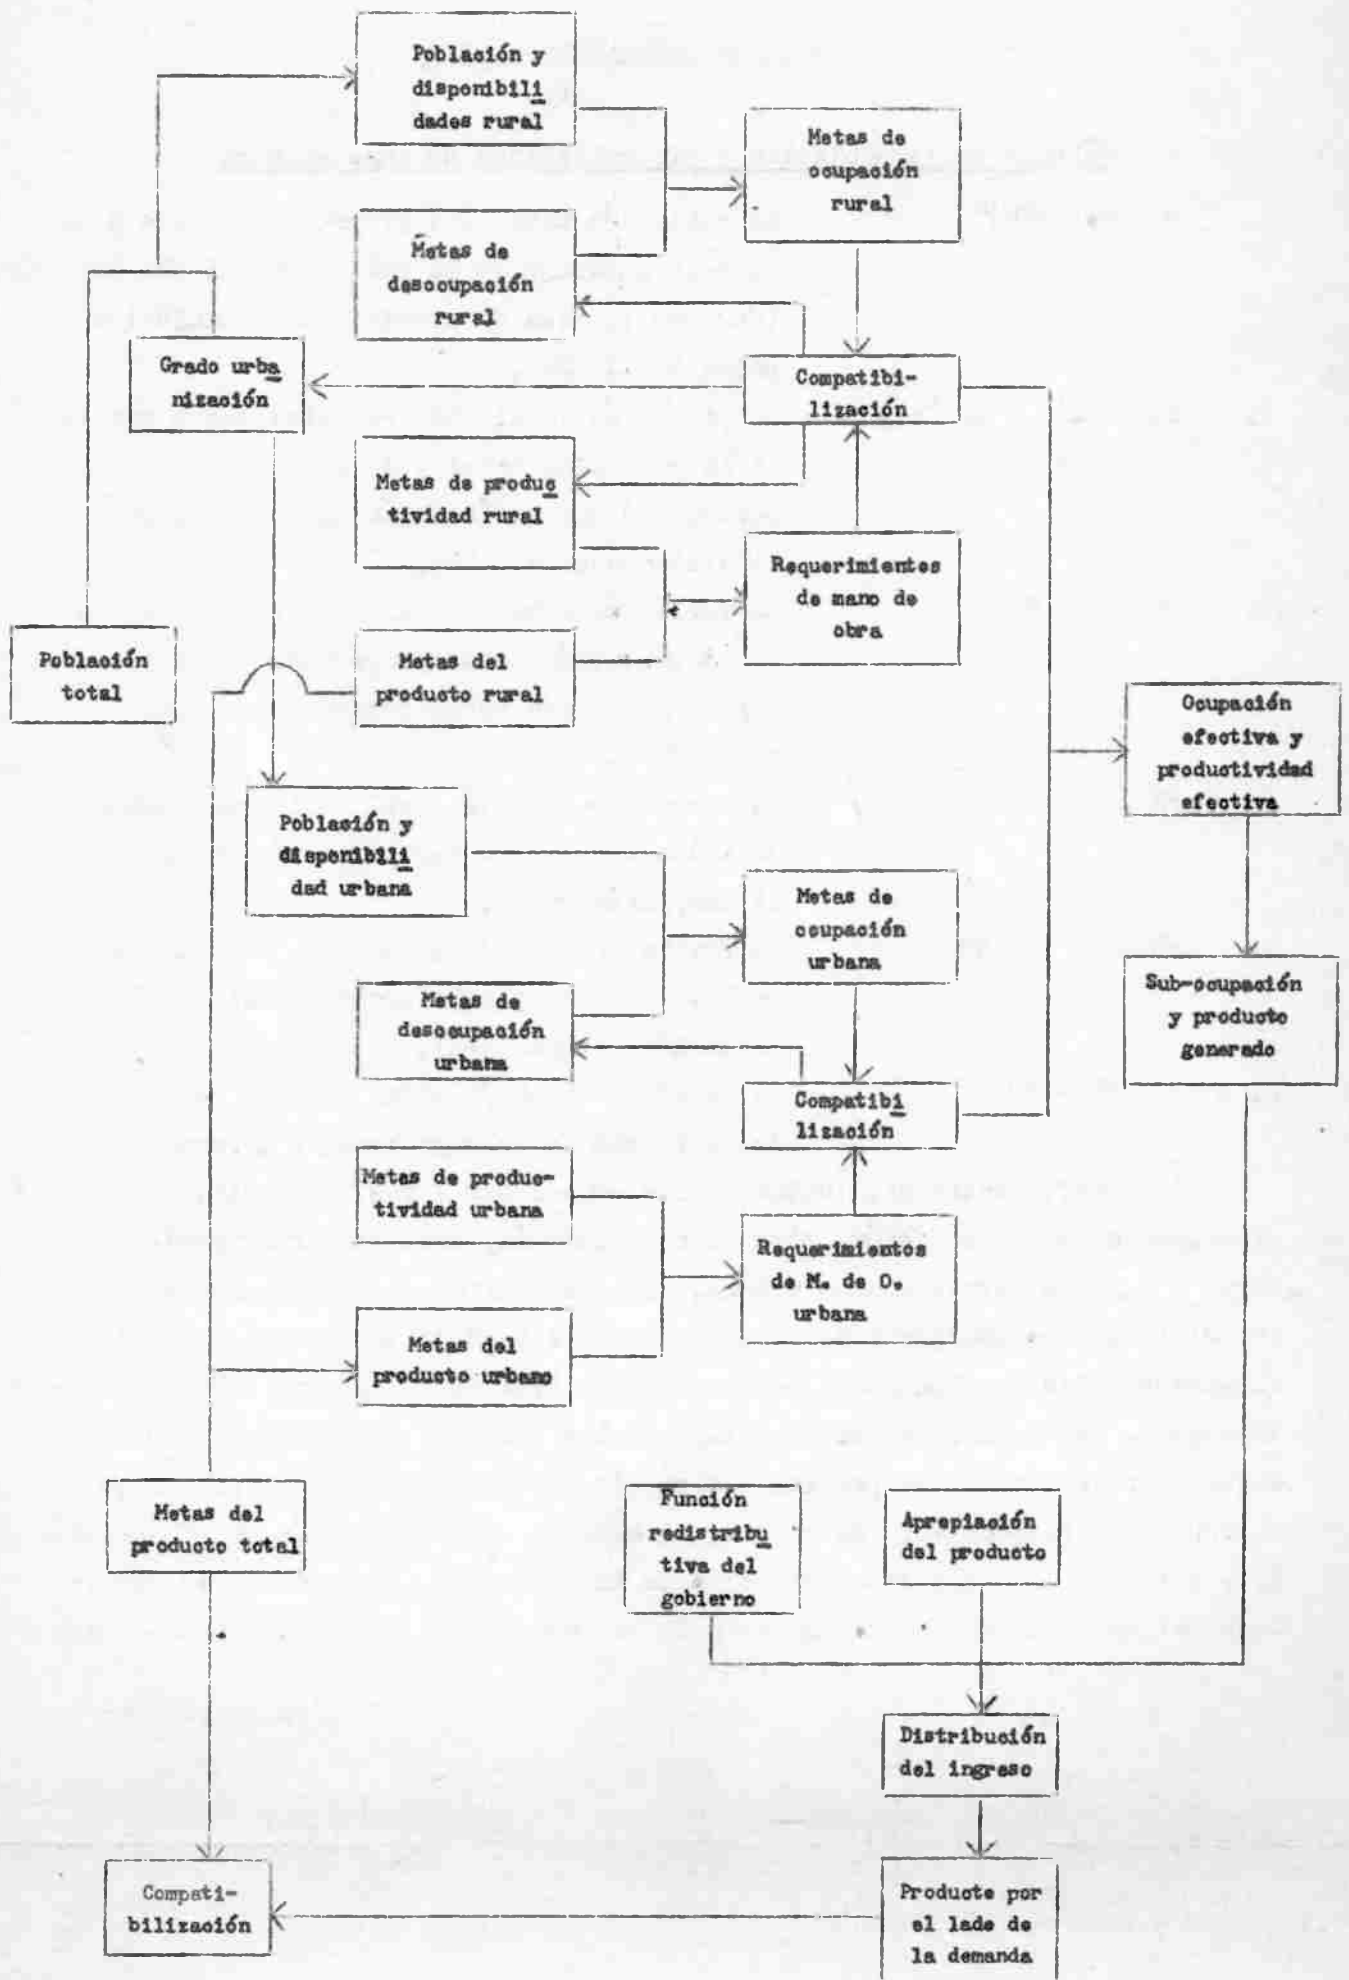 Población y
disponibili
dades rural
Metas de
ocupación
rural
Metas de
desocupación
rural
Grado urba
nización
Compatibi-
lización
Metas de produc
tividad rural
Requerimientos
de mano de
obra
Población
total
Metas del
producto rural
Ocupación
efectiva y
productividad
efectiva
Población y
disponibili
dad urbana
Metas de
ocupación
urbana
Sub-ocupación
y producto
generado
Metas de
desocupación
urbana
Compatibi
lización
Metas de produc-
tividad urbana
Requerimientos
de M. de O.
urbana
Metas del
producto urbano
Metas del
producto total
Función
redistribu
tiva del
gobierno
Apropiación
del producto
Distribución
del ingreso
Compati-
bilización
Producto por
el lado de
la demanda